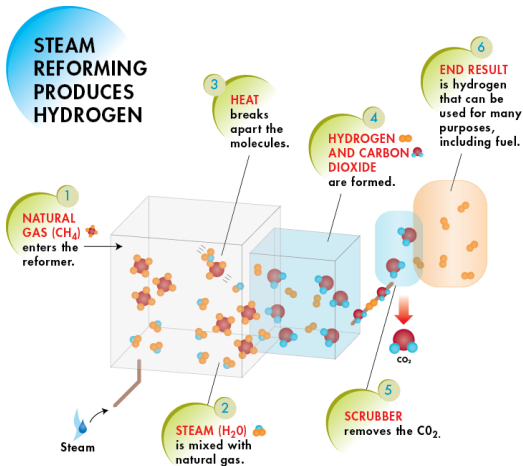 STEAM
REFORMING
PRODUCES
HYDROGEN
1
NATURAL
GAS (CH4)
enters the
reformer.
2
STEAM (H20)
is mixed with
natural gas.
3
HEAT
breaks
apart the
molecules.
4
HYDROGEN
AND CARBON
DIOXIDE
are formed.
5
SCRUBBER
removes the C02.
6
END RESULT
is hydrogen
that can be
used for many
purposes,
including fuel.
Steam
CO2